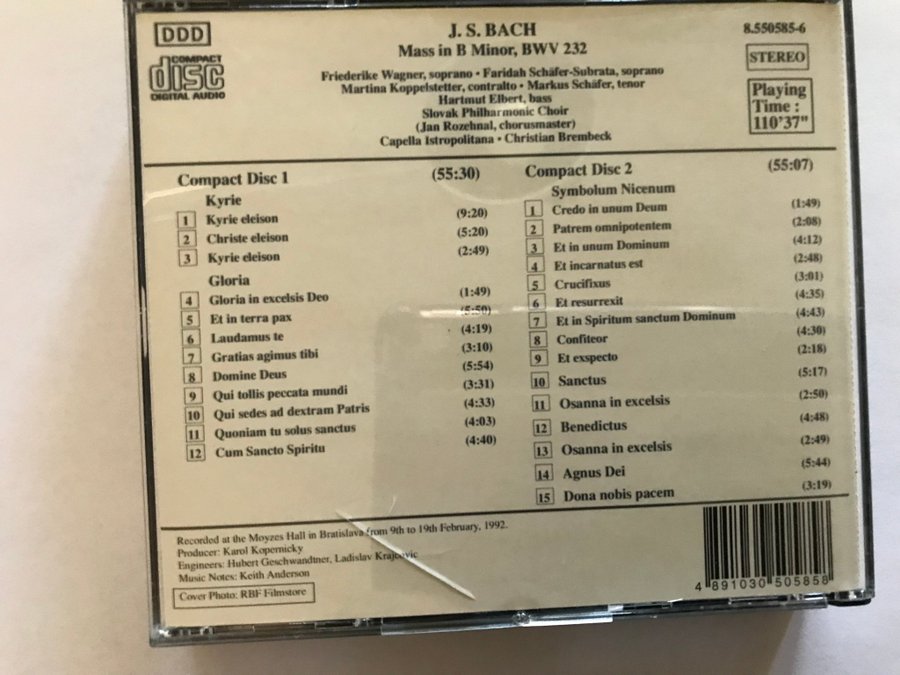 DDD
COMPACT
disc
DIGITAL AUDIO
J. S. BACH
Mass in B Minor, BWV 232
8.550585-6
STEREO
Playing
Time :
110'37"
Friederike Wagner, soprano • Faridah Schäfer-Subrata, soprano
Martina Koppelstetter, contralto • Markus Schäfer, tenor
Hartmut Elbert, bass
Slovak Philharmonic Choir
(Jan Rozehnal, chorusmaster)
Capella Istropolitana • Christian Brembeck
Compact Disc 1 (55:30)
Kyrie
1 Kyrie eleison (9:20)
2 Christe eleison (5:20)
3 Kyrie eleison (2:49)
Gloria
4 Gloria in excelsis Deo (1:49)
5 Et in terra pax (5:50)
6 Laudamus te (4:19)
7 Gratias agimus tibi (3:10)
8 Domine Deus (5:54)
9 Qui tollis peccata mundi (3:31)
10 Qui sedes ad dextram Patris (4:33)
11 Quoniam tu solus sanctus (4:03)
12 Cum Sancto Spiritu (4:40)
Compact Disc 2 (55:07)
Symbolum Nicenum
1 Credo in unum Deum (1:49)
2 Patrem omnipotentem (2:08)
3 Et in unum Dominum (4:12)
4 Et incarnatus est (2:48)
5 Crucifixus (3:01)
6 Et resurrexit (4:35)
7 Et in Spiritum sanctum Dominum (4:43)
8 Confiteor (4:30)
9 Et exspecto (2:18)
10 Sanctus (5:17)
11 Osanna in excelsis (2:50)
12 Benedictus (4:48)
13 Osanna in excelsis (2:49)
14 Agnus Dei (5:44)
15 Dona nobis pacem (3:19)
Recorded at the Moyzes Hall in Bratislava from 9th to 19th February, 1992.
Producer: Karol Kopernicky
Engineers: Hubert Geschwandtner, Ladislav Krajcovic
Music Notes: Keith Anderson
Cover Photo: RBF Filmstore
4 891030 505858